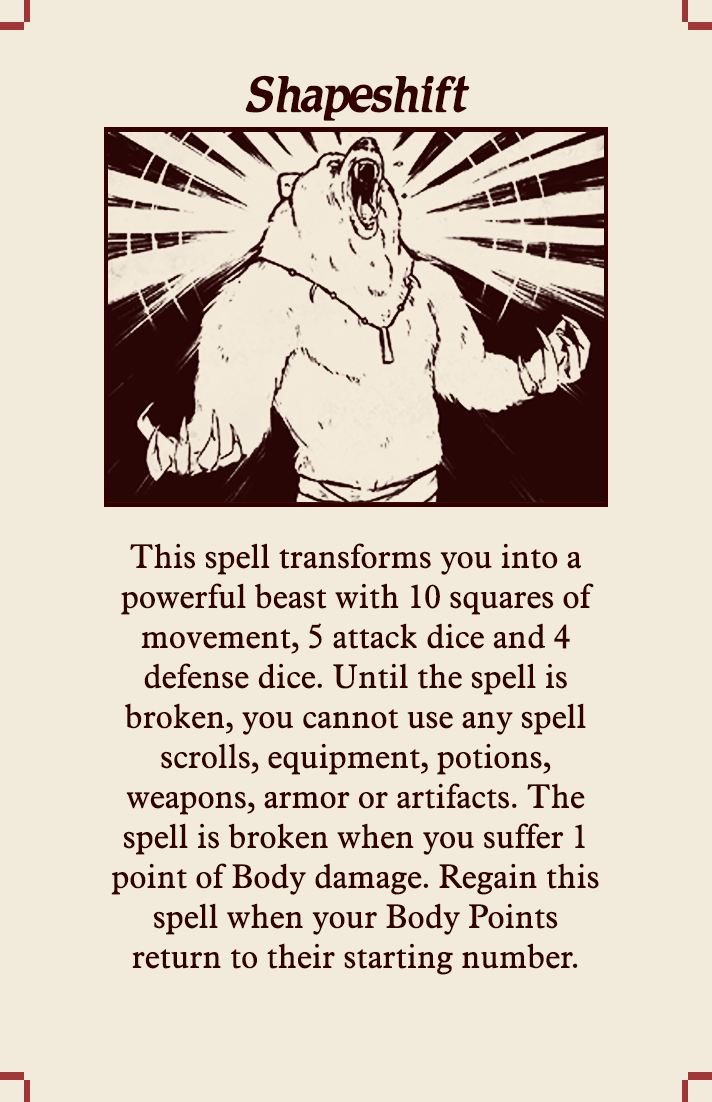 Shapeshift
This spell transforms you into a
powerful beast with 10 squares of
movement, 5 attack dice and 4
defense dice. Until the spell is
broken, you cannot use any spell
scrolls, equipment, potions,
weapons, armor or artifacts. The
spell is broken when you suffer 1
point of Body damage. Regain this
spell when your Body Points
return to their starting number.